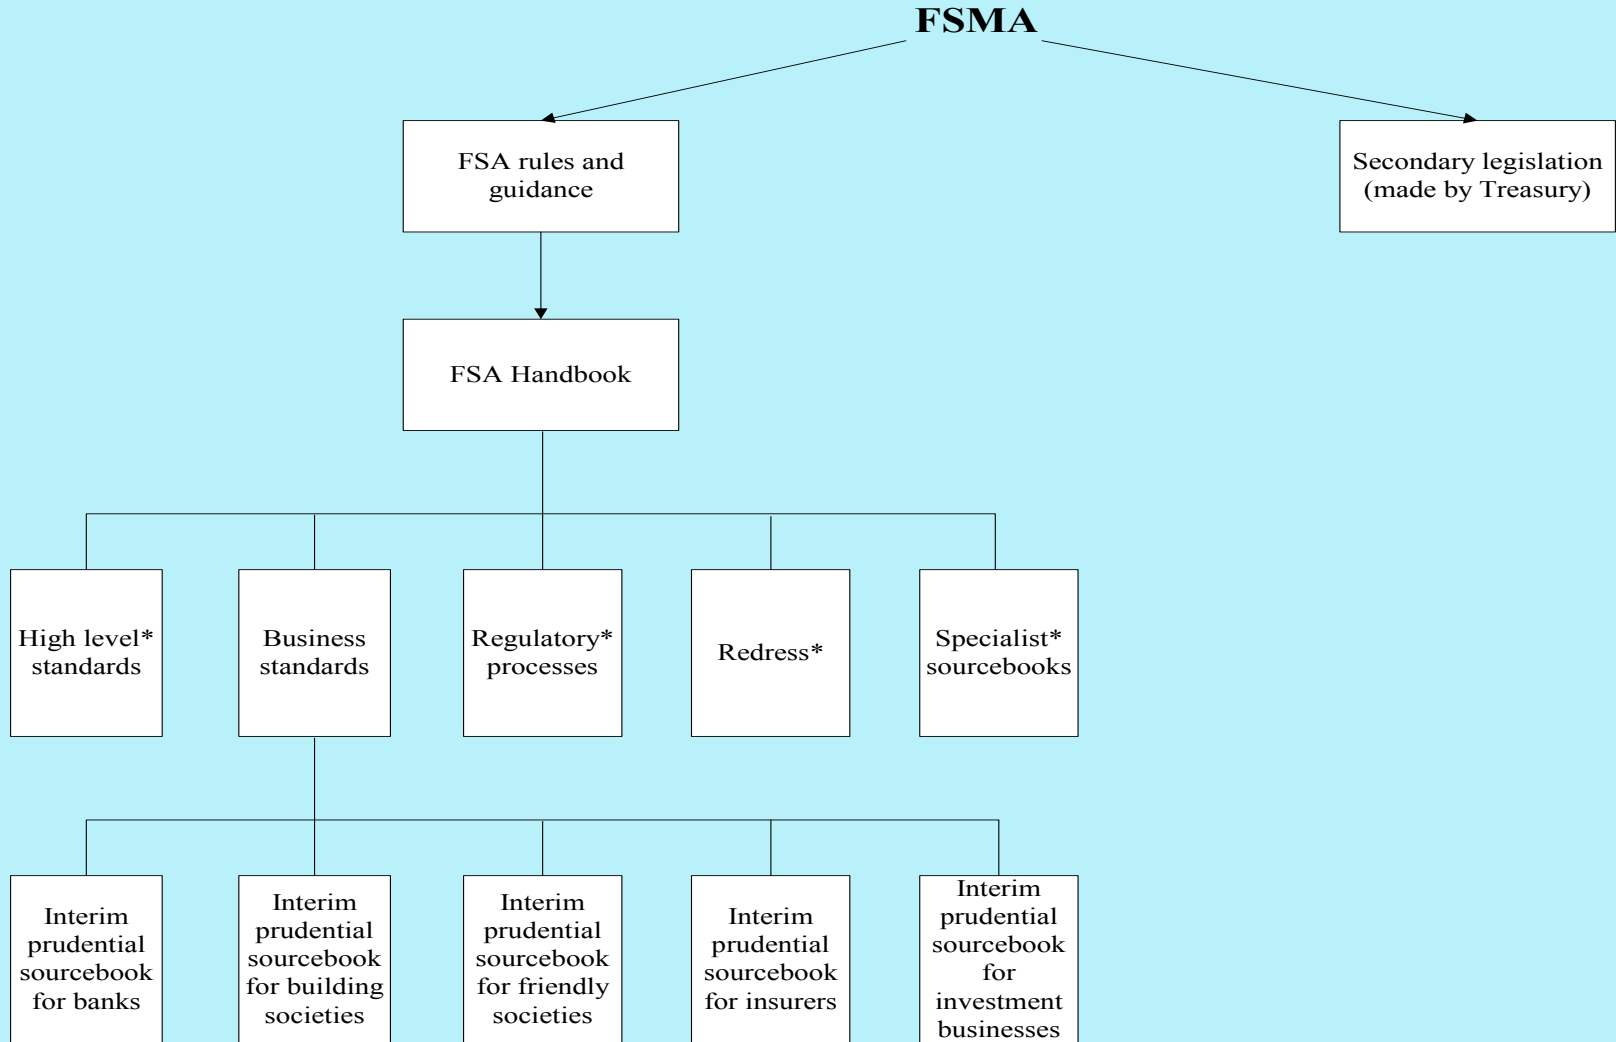 FSMA
FSA rules and
guidance
Secondary legislation
(made by Treasury)
FSA Handbook
High level*
standards
Business
standards
Regulatory*
processes
Redress*
Specialist*
sourcebooks
Interim
prudential
sourcebook
for banks
Interim
prudential
sourcebook
for building
societies
Interim
prudential
sourcebook
for friendly
societies
Interim
prudential
sourcebook
for insurers
Interim
prudential
sourcebook
for
investment
businesses